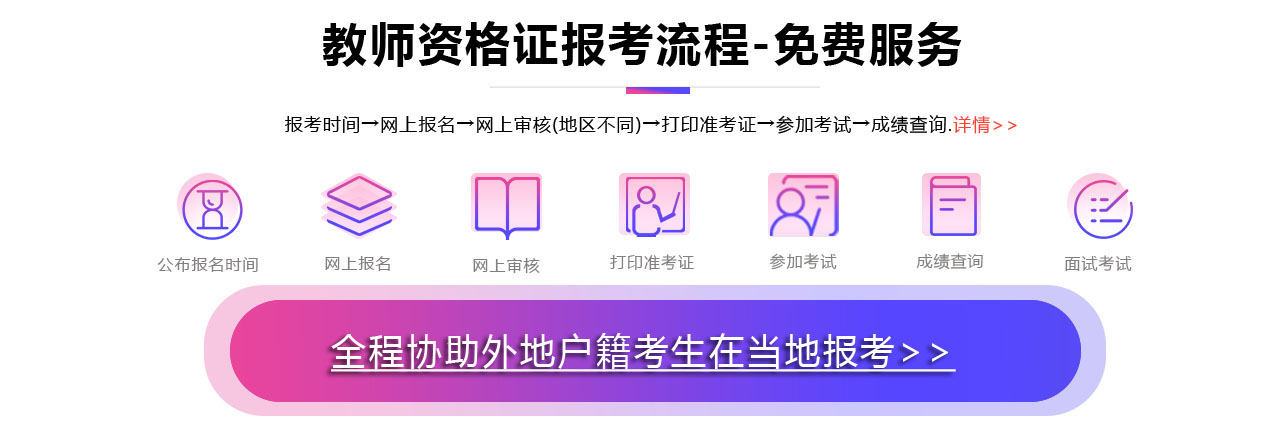 教师资格证报考流程-免费服务
报考时间→网上报名→网上审核(地区不同)→打印准考证→参加考试→成绩查询.详情>>
公布报名时间 网上报名 网上审核 打印准考证 参加考试 成绩查询 面试考试
全程协助外地户籍考生在当地报考>>